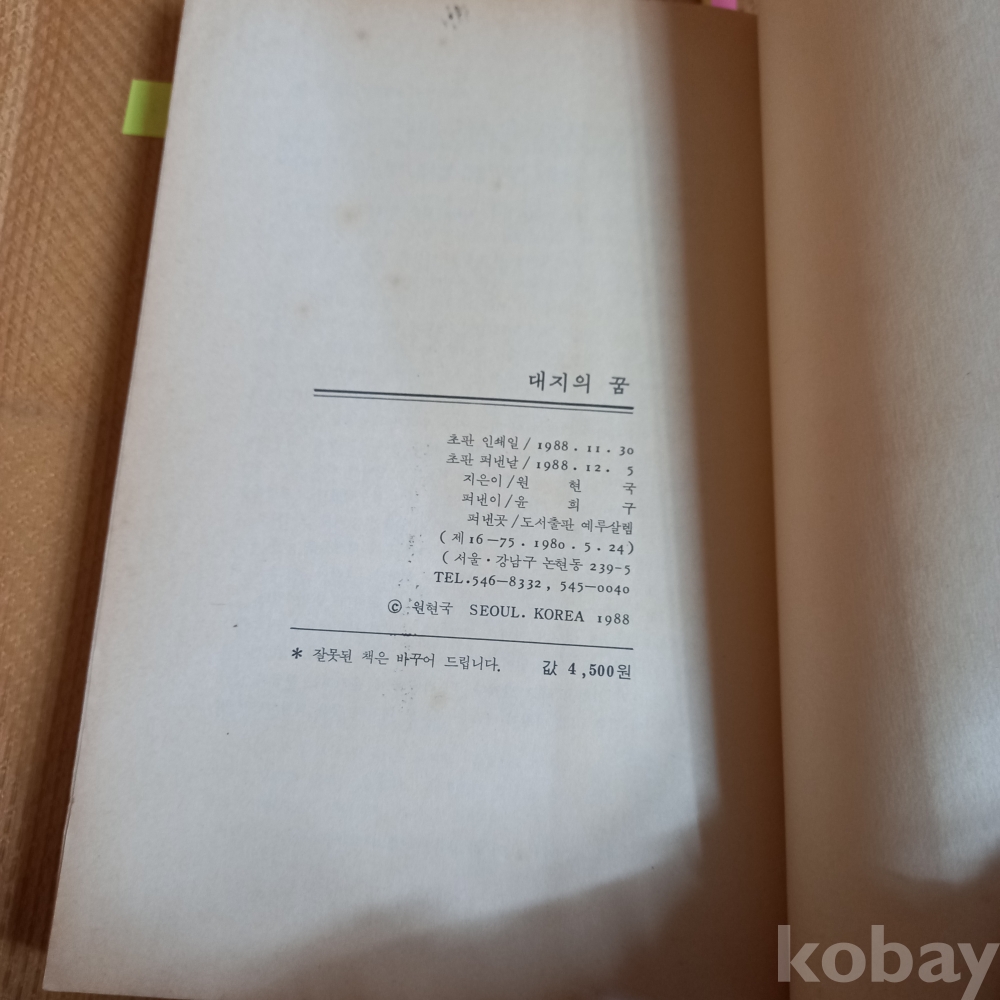 대지의 꿈
초판 인쇄일 / 1988 . 11 . 30
초판 펴낸날 / 1988 . 12 . 5
지은이 / 원 현 국
펴낸이 / 윤 희 구
펴낸곳 / 도서출판 예루살렘
( 제 16—75 . 1980 . 5 . 24 )
( 서울 · 강남구 논현동 239-5
TEL.546—8332 , 545—0040
ⓒ 원현국 SEOUL. KOREA 1988
* 잘못된 책은 바꾸어 드립니다. 값 4,500원
kobay